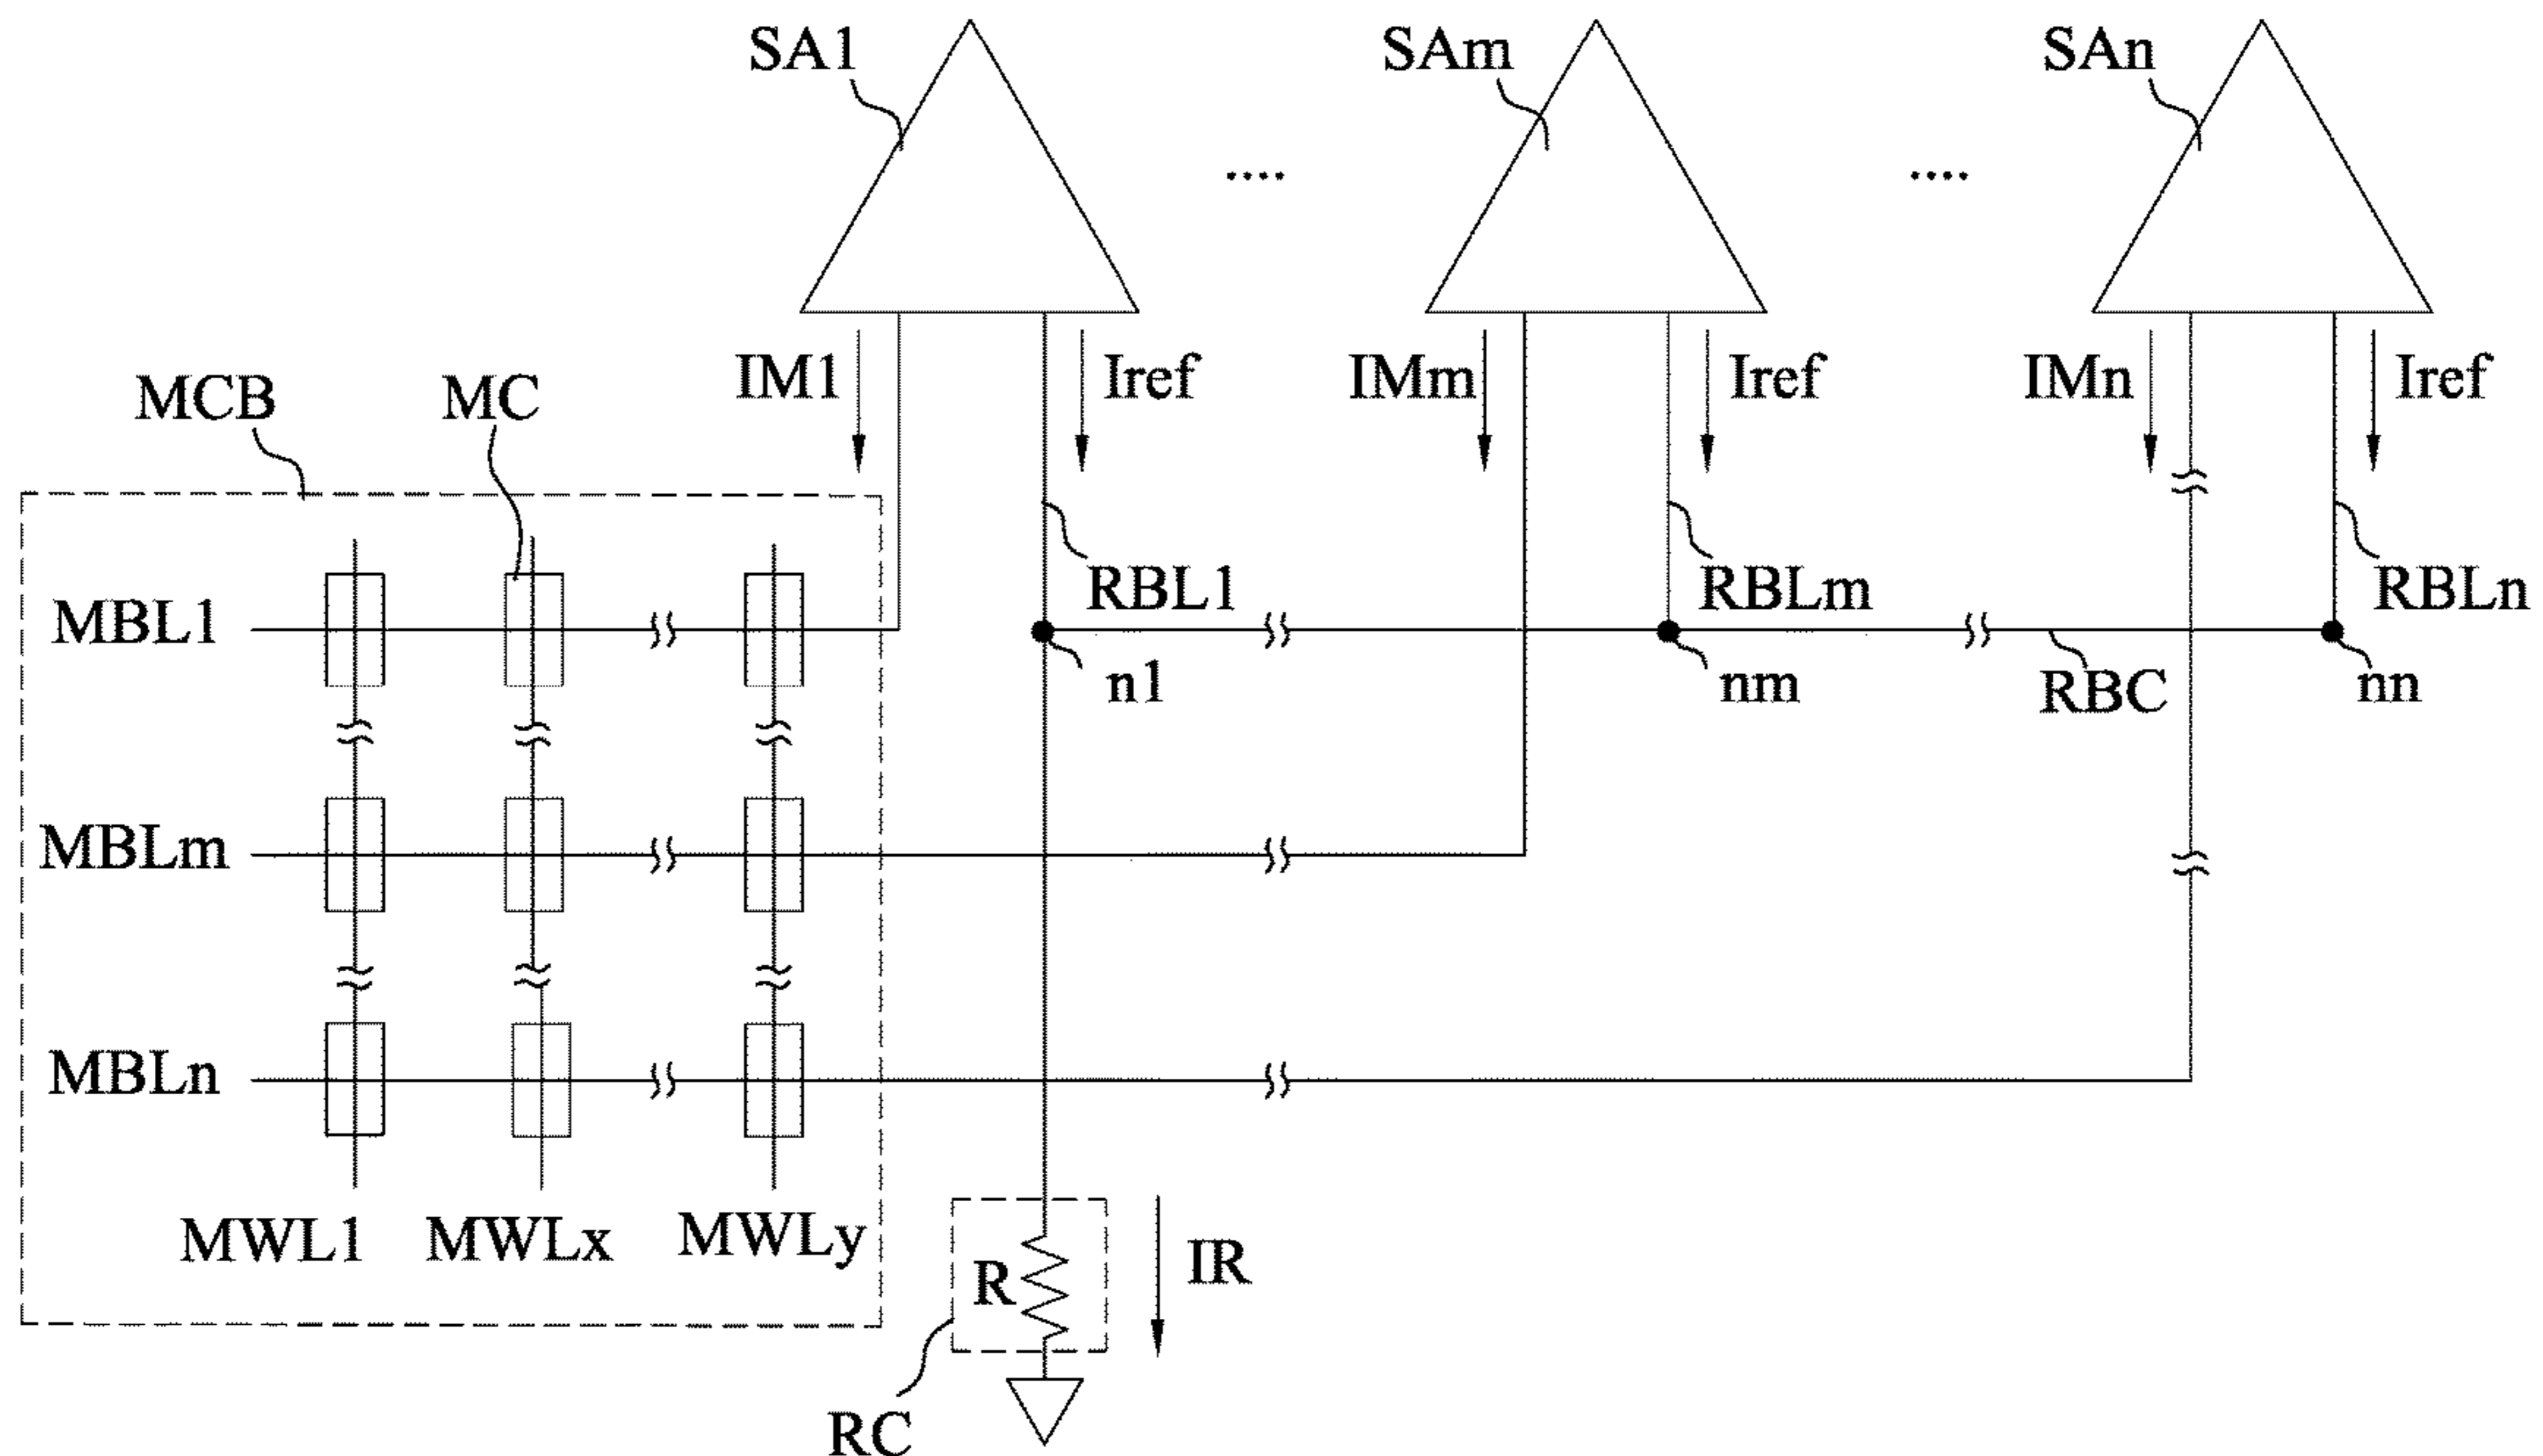 SA1
SAm
SAn
....
....
IM1
Iref
IMm
Iref
IMn
Iref
MCB
MC
RBL1
RBLm
RBLn
MBL1
n1
nm
RBC
nn
MBLm
MBLn
MWL1
MWLx
MWLy
R
IR
RC